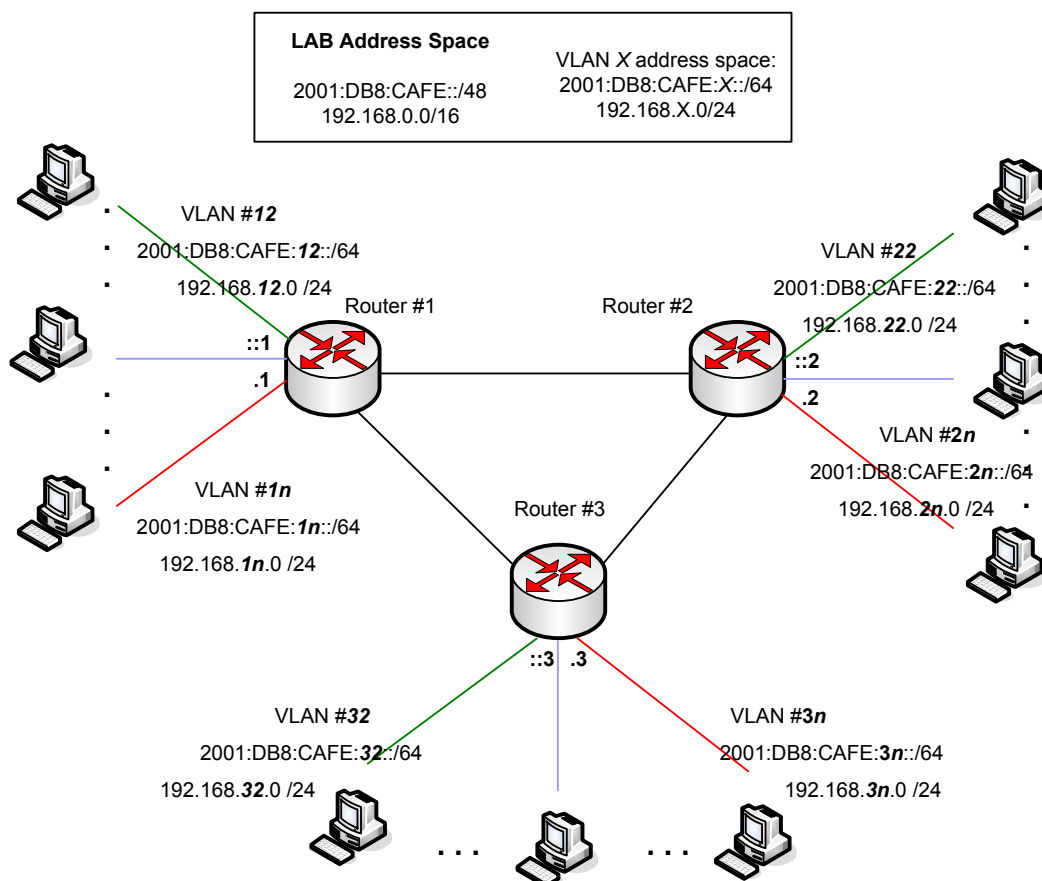 LAB Address Space
2001:DB8:CAFE::/48
192.168.0.0/16
VLAN X address space:
2001:DB8:CAFE:X::/64
192.168.X.0/24
VLAN #12
2001:DB8:CAFE:12::/64
192.168.12.0 /24
Router #1
::1
.1
VLAN #1n
2001:DB8:CAFE:1n::/64
192.168.1n.0 /24
Router #2
VLAN #22
2001:DB8:CAFE:22::/64
192.168.22.0 /24
::2
.2
VLAN #2n
2001:DB8:CAFE:2n::/64
192.168.2n.0 /24
Router #3
::3 .3
VLAN #32
2001:DB8:CAFE:32::/64
192.168.32.0 /24
VLAN #3n
2001:DB8:CAFE:3n::/64
192.168.3n.0 /24
. . . . . .